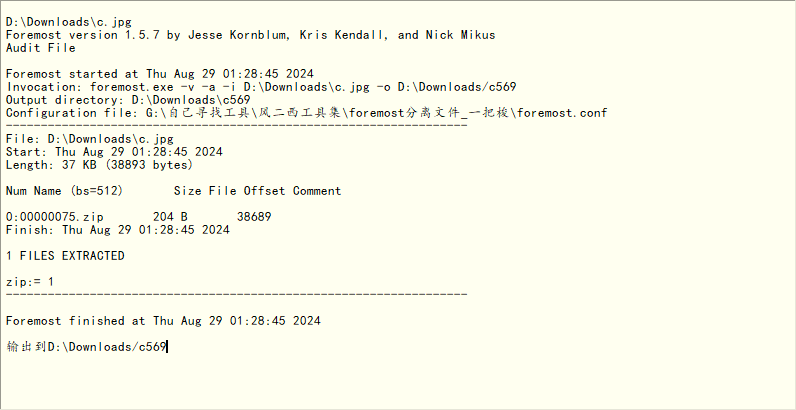 D:\Downloads\c.jpg
Foremost version 1.5.7 by Jesse Kornblum, Kris Kendall, and Nick Mikus
Audit File
Foremost started at Thu Aug 29 01:28:45 2024
Invocation: foremost.exe -v -a -i D:\Downloads\c.jpg -o D:\Downloads/c569
Output directory: D:\Downloads\c569
Configuration file: G:\自己寻找工具\风二西工具集\foremost分离文件_一把梭\foremost.conf
------------------------------------------------------------------
File: D:\Downloads\c.jpg
Start: Thu Aug 29 01:28:45 2024
Length: 37 KB (38893 bytes)
Num Name (bs=512) Size File Offset Comment
0:00000075.zip 204 B 38689
Finish: Thu Aug 29 01:28:45 2024
1 FILES EXTRACTED
zip:= 1
------------------------------------------------------------------
Foremost finished at Thu Aug 29 01:28:45 2024
输出到D:\Downloads/c569